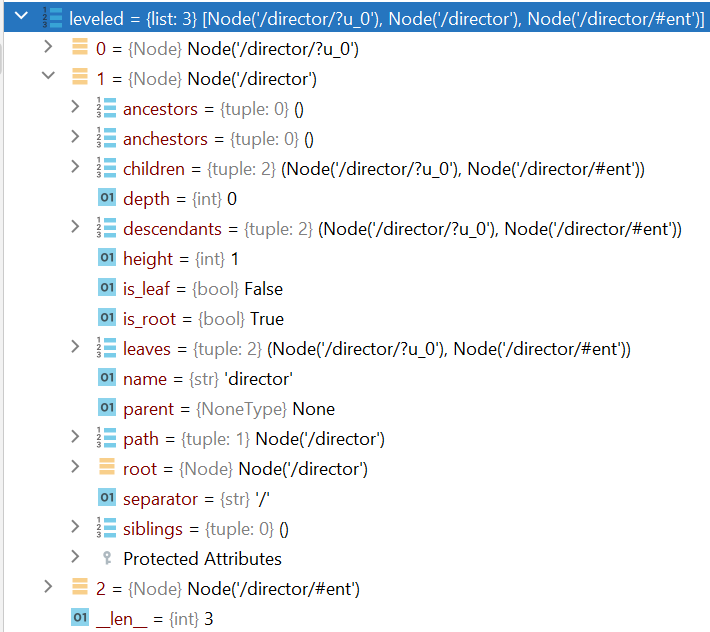 leveled = {list: 3} [Node('/director/?u_0'), Node('/director'), Node('/director/#ent')]
0 = {Node} Node('/director/?u_0')
1 = {Node} Node('/director')
ancestors = {tuple: 0} ()
anchestors = {tuple: 0} ()
children = {tuple: 2} (Node('/director/?u_0'), Node('/director/#ent'))
01 depth = {int} 0
descendants = {tuple: 2} (Node('/director/?u_0'), Node('/director/#ent'))
01 height = {int} 1
01 is_leaf = {bool} False
01 is_root = {bool} True
leaves = {tuple: 2} (Node('/director/?u_0'), Node('/director/#ent'))
01 name = {str} 'director'
01 parent = {NoneType} None
path = {tuple: 1} Node('/director')
root = {Node} Node('/director')
01 separator = {str} '/'
siblings = {tuple: 0} ()
Protected Attributes
2 = {Node} Node('/director/#ent')
01 __len__ = {int} 3